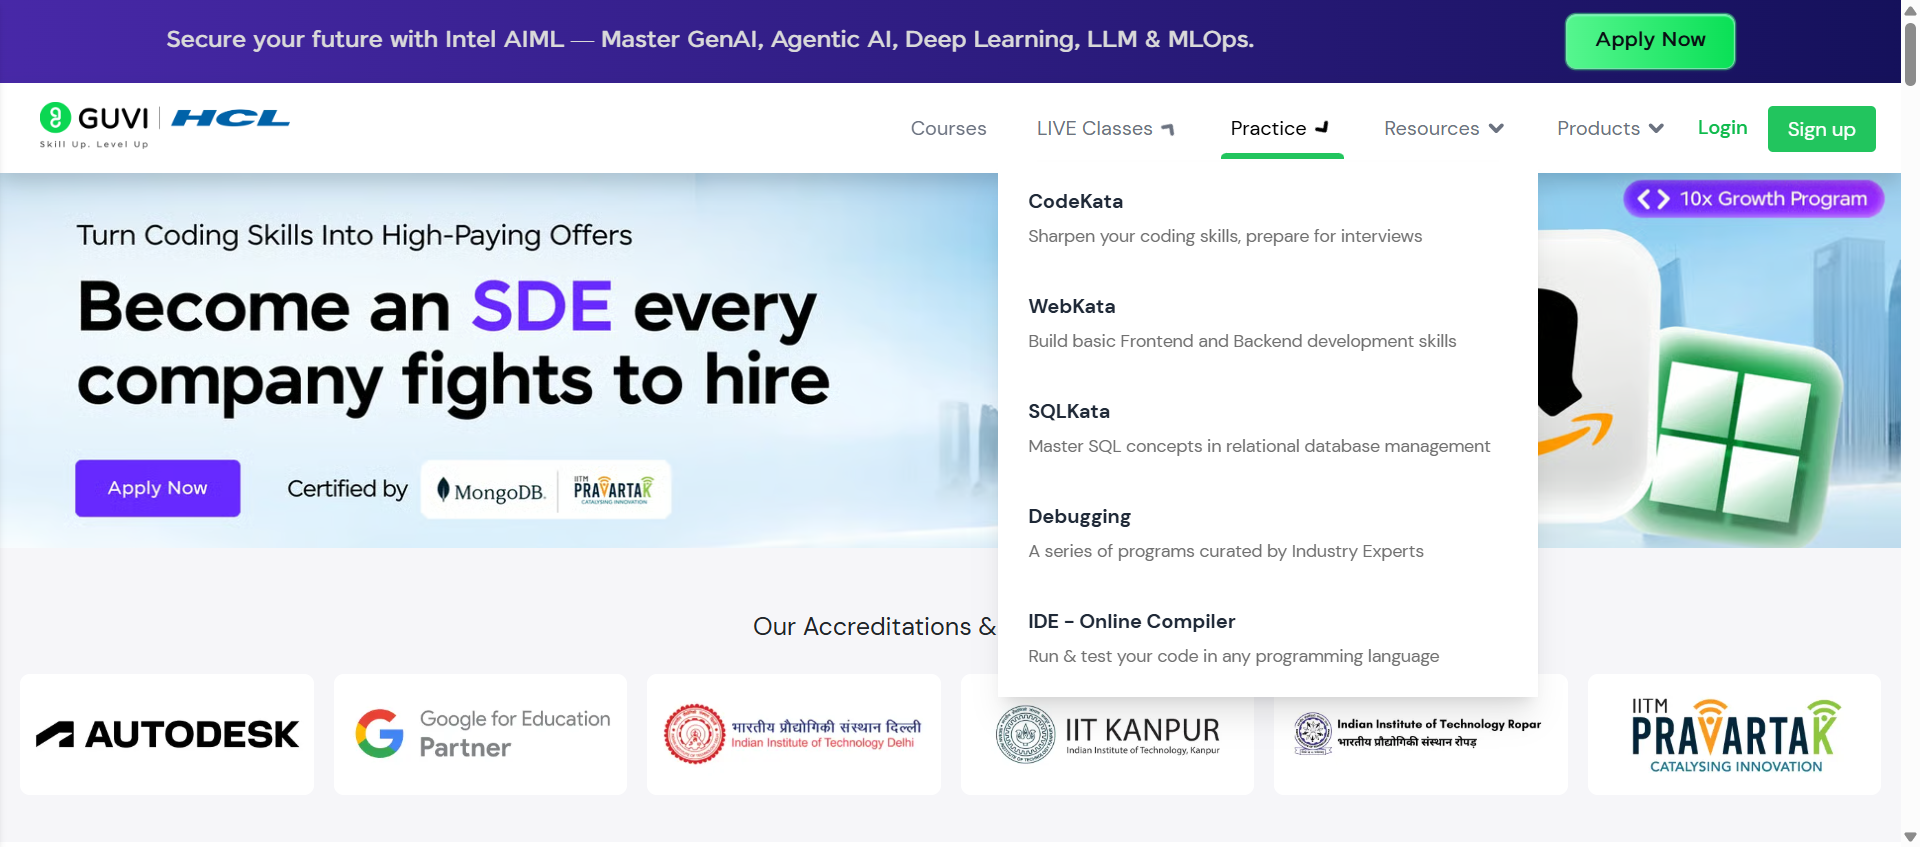 Secure your future with Intel AIML — Master GenAI, Agentic AI, Deep Learning, LLM & MLOps.
Apply Now
GUVI | HCL
Skill Up. Level Up
Courses
LIVE Classes
Practice
Resources
Products
Login
Sign up
CodeKata
Sharpen your coding skills, prepare for interviews
WebKata
Build basic Frontend and Backend development skills
SQLKata
Master SQL concepts in relational database management
Debugging
A series of programs curated by Industry Experts
IDE - Online Compiler
Run & test your code in any programming language
<> 10x Growth Program
Turn Coding Skills Into High-Paying Offers
Become an SDE every
company fights to hire
Apply Now
Certified by
MongoDB.
IITM
PRAVARTAK
CATALYSING INNOVATION
Our Accreditations &
AUTODESK
Google for Education
Partner
भारतीय प्रौद्योगिकी संस्थान दिल्ली
Indian Institute of Technology Delhi
IIT KANPUR
Indian Institute of Technology, Kanpur
Indian Institute of Technology Ropar
भारतीय प्रौद्योगिकी संस्थान रोपड़
IITM
PRAVARTAK
CATALYSING INNOVATION